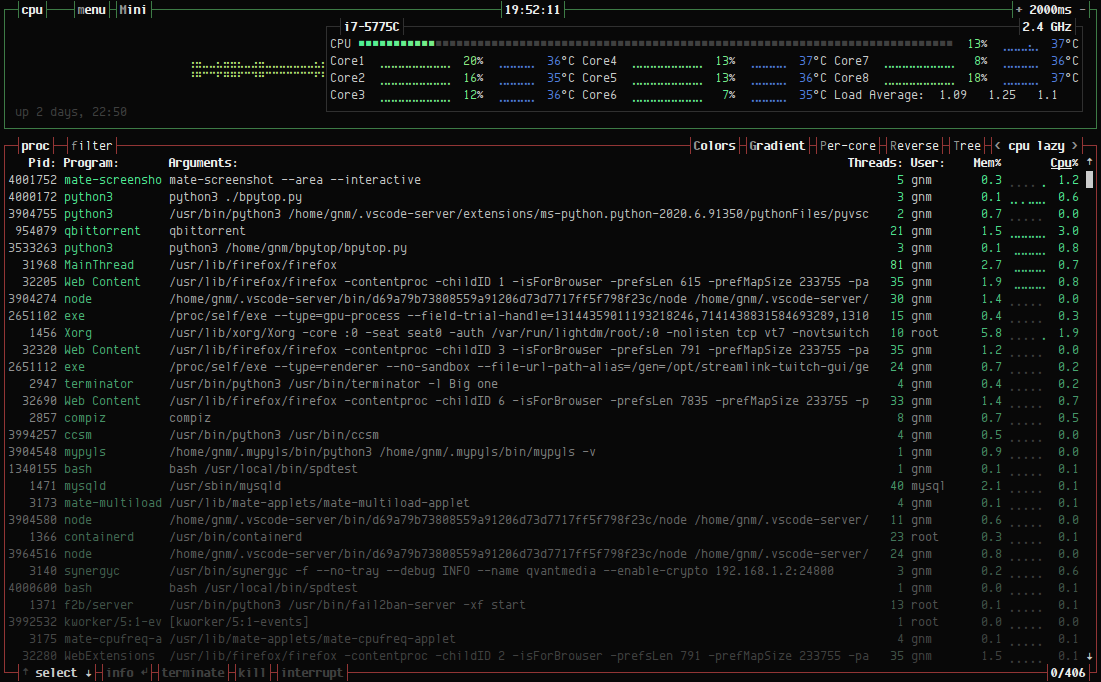 cpu menu Mini 19:52:11 + 2000ms -
i7-5775C 2.4 GHz
CPU 13% 37°C
Core1 20% 36°C Core4 13% 37°C Core7 8% 36°C
Core2 16% 35°C Core5 13% 36°C Core8 18% 37°C
Core3 12% 36°C Core6 7% 35°C Load Average: 1.09 1.25 1.1
up 2 days, 22:50
proc filter Colors Gradient Per-core Reverse Tree < cpu lazy >
Pid: Program: Arguments: Threads: User: Mem% Cpu% ↑
4001752 mate-screensho mate-screenshot --area --interactive 5 gnm 0.3 1.2
4000172 python3 python3 ./bpytop.py 3 gnm 0.1 0.6
3904755 python3 /usr/bin/python3 /home/gnm/.vscode-server/extensions/ms-python.python-2020.6.91350/pythonFiles/pyvsc 2 gnm 0.7 0.0
954079 qbittorrent qbittorrent 21 gnm 1.5 3.0
3533263 python3 python3 /home/gnm/bpytop/bpytop.py 3 gnm 0.1 0.8
31968 MainThread /usr/lib/firefox/firefox 81 gnm 2.7 0.7
32205 Web Content /usr/lib/firefox/firefox -contentproc -childID 1 -isForBrowser -prefsLen 615 -prefMapSize 233755 -pa 35 gnm 1.9 0.8
3904274 node /home/gnm/.vscode-server/bin/d69a79b73808559a91206d73d7717ff5f798f23c/node /home/gnm/.vscode-server/ 30 gnm 1.4 0.0
2651102 exe /proc/self/exe --type=gpu-process --field-trial-handle=13144359011193218246,7141438831584693289,1310 15 gnm 0.4 0.3
1456 Xorg /usr/lib/xorg/Xorg -core :0 -seat seat0 -auth /var/run/lightdm/root/:0 -nolisten tcp vt7 -novtswitch 10 root 5.8 1.9
32320 Web Content /usr/lib/firefox/firefox -contentproc -childID 3 -isForBrowser -prefsLen 791 -prefMapSize 233755 -pa 35 gnm 1.2 0.0
2651112 exe /proc/self/exe --type=renderer --no-sandbox --file-url-path-alias=/gen=/opt/streamlink-twitch-gui/ge 24 gnm 0.7 0.2
2947 terminator /usr/bin/python3 /usr/bin/terminator -l Big one 4 gnm 0.4 0.2
32690 Web Content /usr/lib/firefox/firefox -contentproc -childID 6 -isForBrowser -prefsLen 7835 -prefMapSize 233755 -p 33 gnm 1.4 0.7
2857 compiz compiz 8 gnm 0.7 0.5
3994257 ccsm /usr/bin/python3 /usr/bin/ccsm 4 gnm 0.5 0.0
3904548 mypyls /home/gnm/.mypyls/bin/python3 /home/gnm/.mypyls/bin/mypyls -v 1 gnm 0.9 0.0
1340155 bash bash /usr/local/bin/spdtest 1 gnm 0.1 0.1
1471 mysqld /usr/sbin/mysqld 40 mysql 2.1 0.1
3173 mate-multiload /usr/lib/mate-applets/mate-multiload-applet 4 gnm 0.1 0.1
3904580 node /home/gnm/.vscode-server/bin/d69a79b73808559a91206d73d7717ff5f798f23c/node /home/gnm/.vscode-server/ 11 gnm 0.6 0.0
1366 containerd /usr/bin/containerd 23 root 0.3 0.1
3964516 node /home/gnm/.vscode-server/bin/d69a79b73808559a91206d73d7717ff5f798f23c/node /home/gnm/.vscode-server/ 24 gnm 0.8 0.0
3140 synergyc /usr/bin/synergyc -f --no-tray --debug INFO --name qvantmedia --enable-crypto 192.168.1.2:24800 3 gnm 0.2 0.6
4000600 bash bash /usr/local/bin/spdtest 1 gnm 0.0 0.1
1371 f2b/server /usr/bin/python3 /usr/bin/fail2ban-server -xf start 13 root 0.1 0.1
3992532 kworker/5:1-ev [kworker/5:1-events] 1 root 0.0 0.0
3175 mate-cpufreq-a /usr/lib/mate-applets/mate-cpufreq-applet 4 gnm 0.1 0.0
32280 WebExtensions /usr/lib/firefox/firefox -contentproc -childID 2 -isForBrowser -prefsLen 791 -prefMapSize 233755 -pa 35 gnm 1.5 0.1 ↓
↑ select ↓ info ↲ terminate kill interrupt 0/406